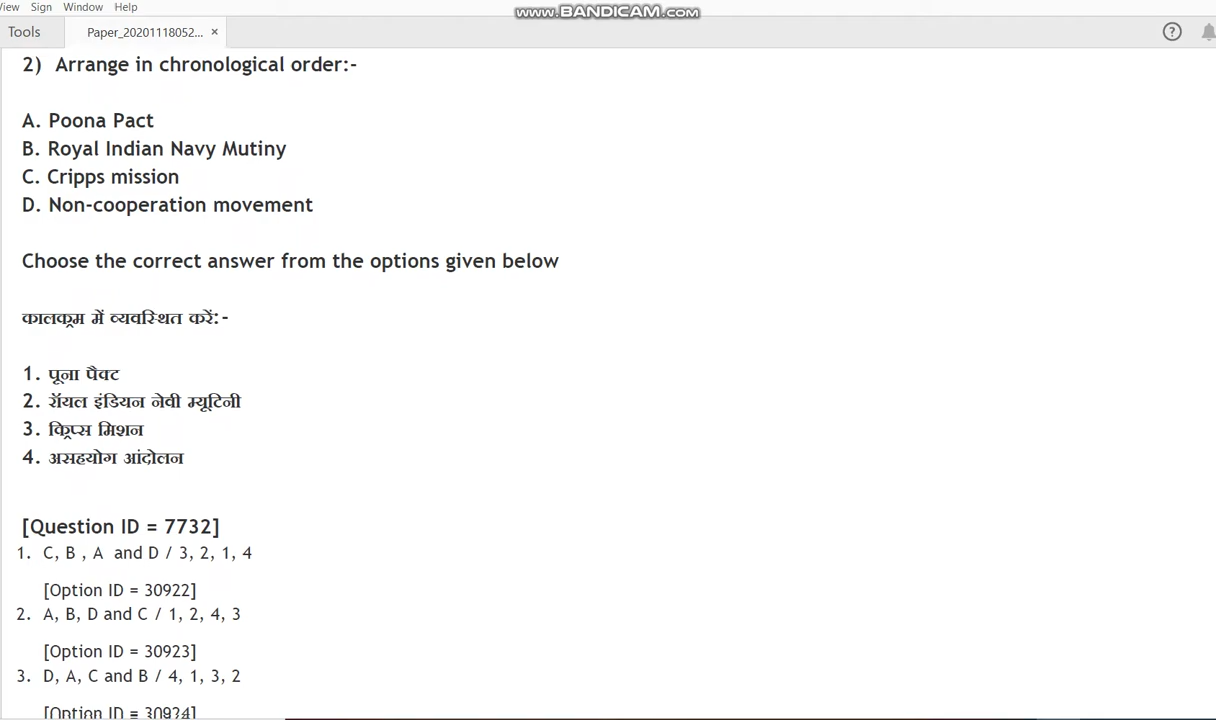 View Sign Window Help
www.BANDICAM.com
Tools Paper_20201118052... ×
2) Arrange in chronological order:-
A. Poona Pact
B. Royal Indian Navy Mutiny
C. Cripps mission
D. Non-cooperation movement
Choose the correct answer from the options given below
कालक्रम में व्यवस्थित करें:-
1. पूना पैक्ट
2. रॉयल इंडियन नेवी म्यूटिनी
3. क्रिप्स मिशन
4. असहयोग आंदोलन
[Question ID = 7732]
1. C, B , A and D / 3, 2, 1, 4
[Option ID = 30922]
2. A, B, D and C / 1, 2, 4, 3
[Option ID = 30923]
3. D, A, C and B / 4, 1, 3, 2
[Option ID = 30924]